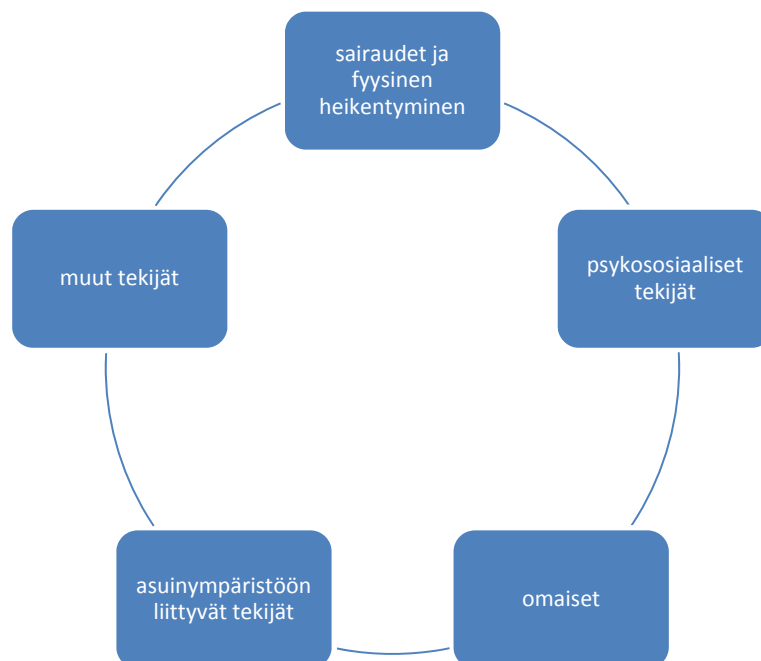 sairaudet ja
fyysinen
heikentyminen
muut tekijät
psykososiaaliset
tekijät
asuinympäristöön
liittyvät tekijät
omaiset